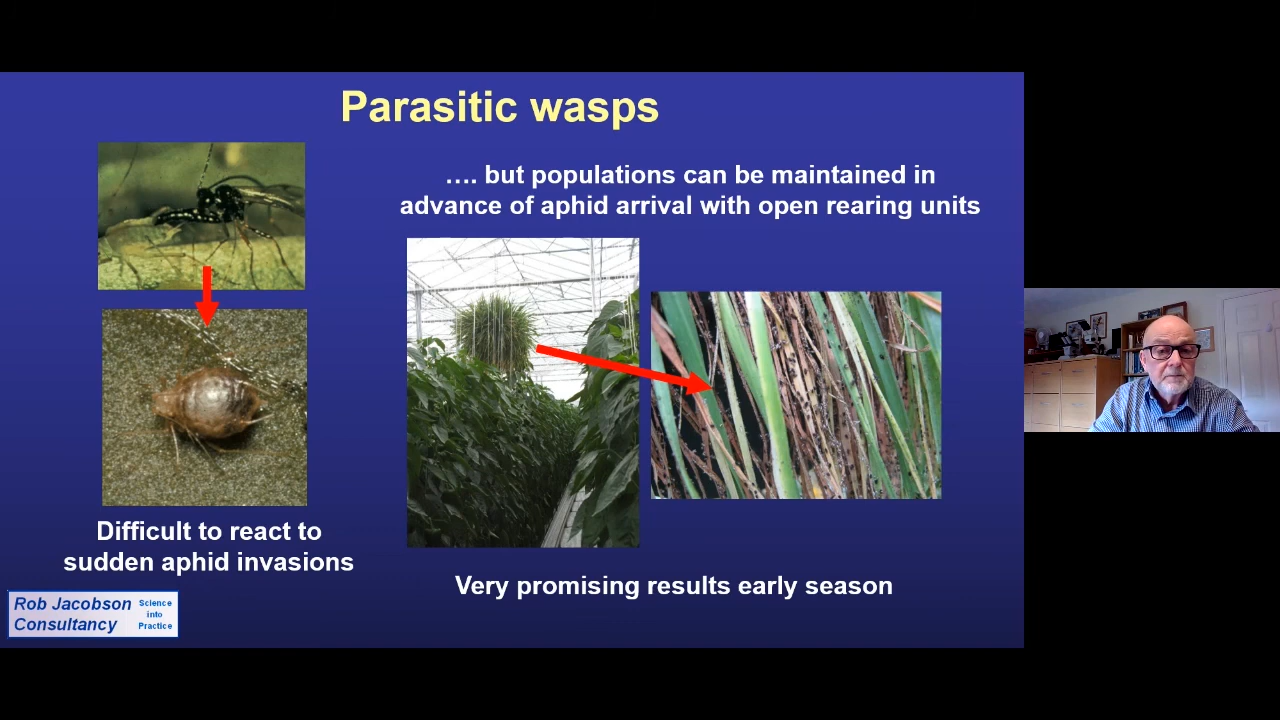 Parasitic wasps
…. but populations can be maintained in
advance of aphid arrival with open rearing units
Difficult to react to
sudden aphid invasions
Very promising results early season
Rob Jacobson
Consultancy
Science
into
Practice